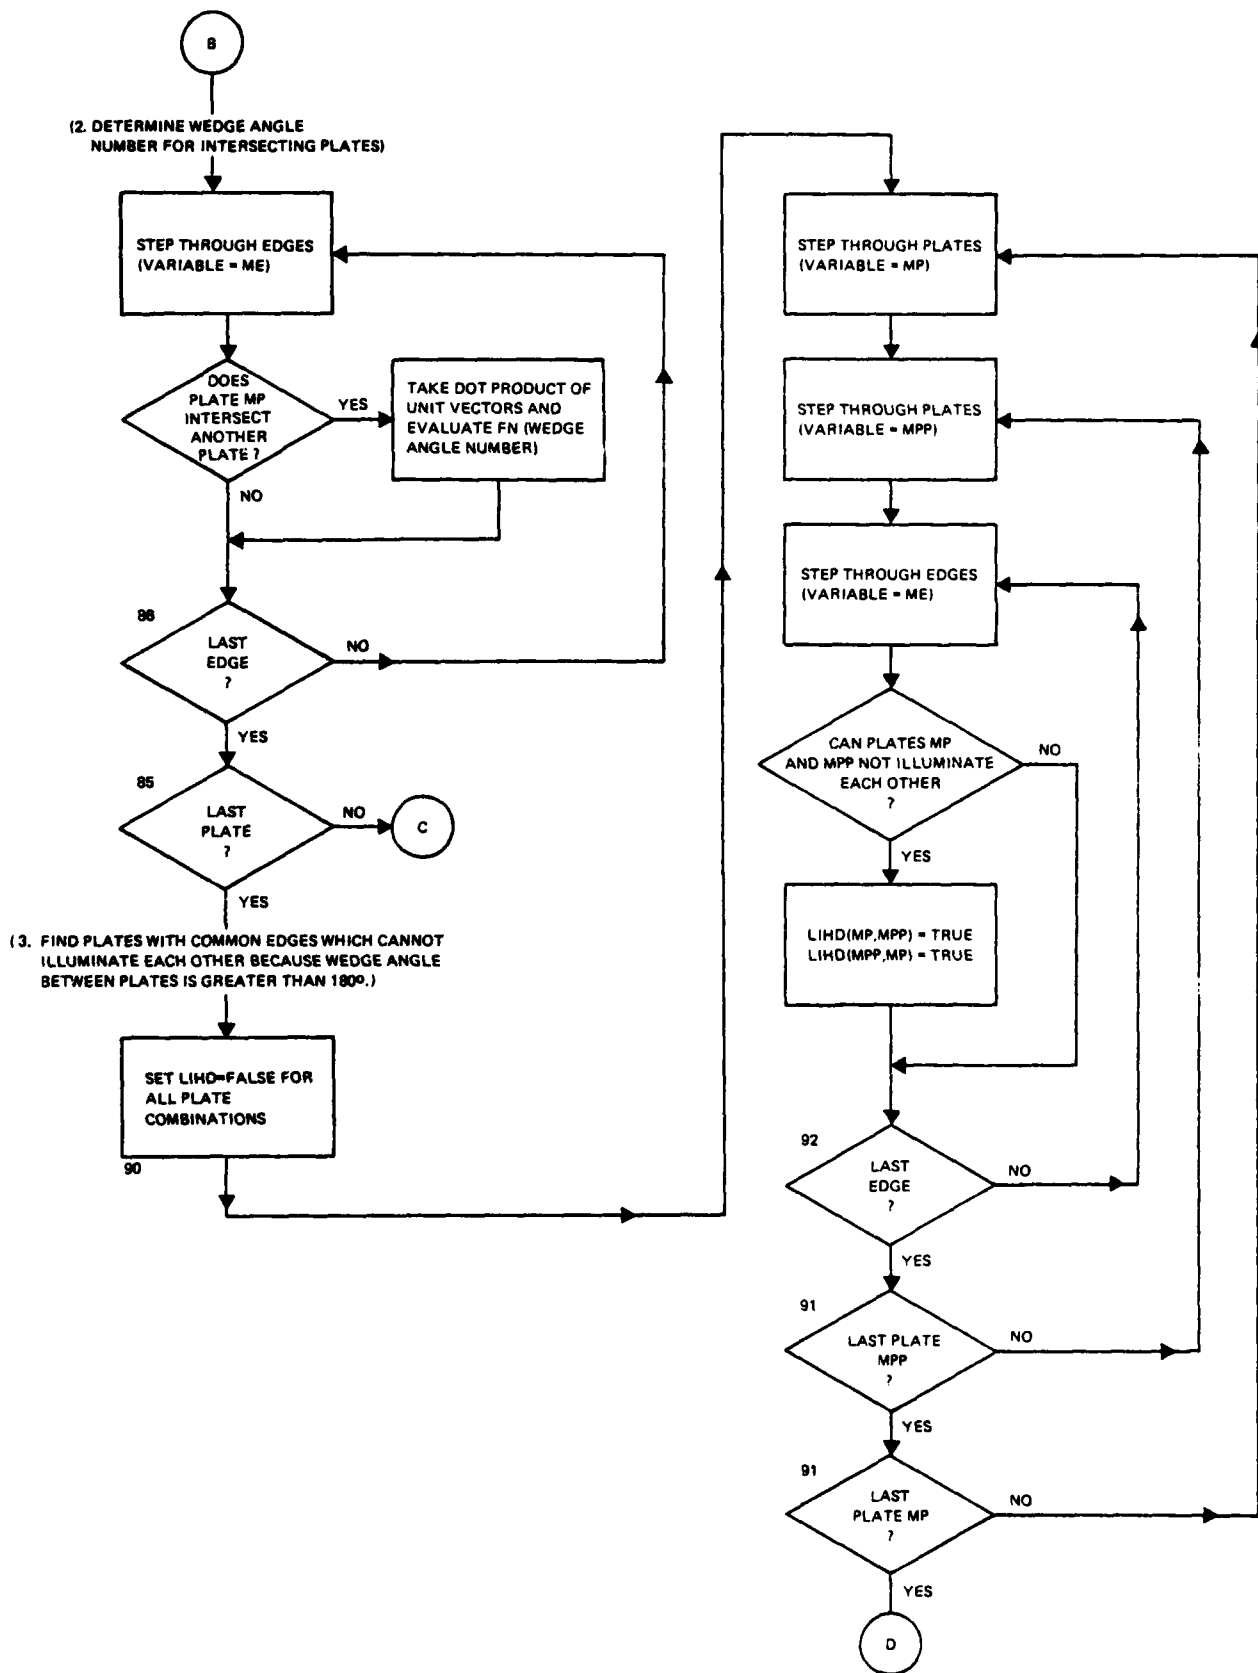 B
(2. DETERMINE WEDGE ANGLE
NUMBER FOR INTERSECTING PLATES)
STEP THROUGH EDGES
(VARIABLE = ME)
DOES
PLATE MP
INTERSECT
ANOTHER
PLATE ?
YES
TAKE DOT PRODUCT OF
UNIT VECTORS AND
EVALUATE FN (WEDGE
ANGLE NUMBER)
NO
86
LAST
EDGE
?
NO
YES
85
LAST
PLATE
?
NO
C
YES
(3. FIND PLATES WITH COMMON EDGES WHICH CANNOT
ILLUMINATE EACH OTHER BECAUSE WEDGE ANGLE
BETWEEN PLATES IS GREATER THAN 180º.)
SET LIHD=FALSE FOR
ALL PLATE
COMBINATIONS
90
STEP THROUGH PLATES
(VARIABLE = MP)
STEP THROUGH PLATES
(VARIABLE = MPP)
STEP THROUGH EDGES
(VARIABLE = ME)
CAN PLATES MP
AND MPP NOT ILLUMINATE
EACH OTHER
?
NO
YES
LIHD(MP,MPP) = TRUE
LIHD(MPP,MP) = TRUE
92
LAST
EDGE
?
NO
YES
91
LAST PLATE
MPP
?
NO
YES
91
LAST
PLATE MP
?
NO
YES
D